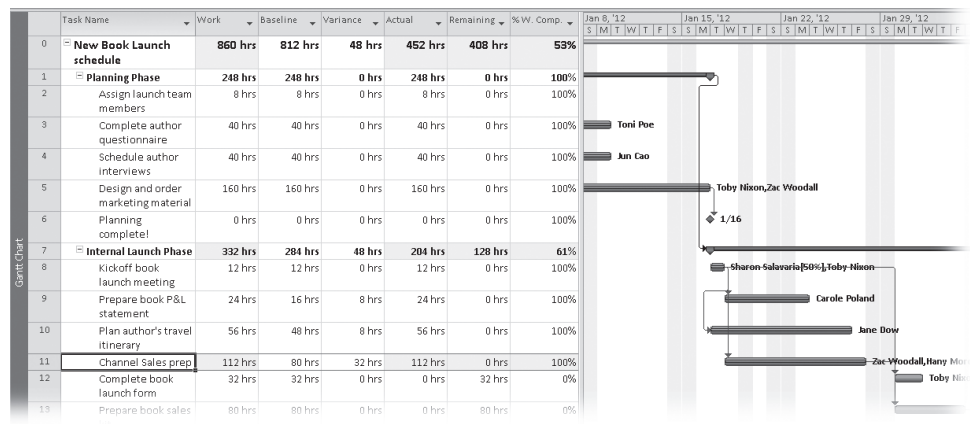 Task Name Work Baseline Variance Actual Remaining % W. Comp. Jan 8, '12 Jan 15, '12 Jan 22, '12 Jan 29, '12
S M T W T F S S M T W T F S S M T W T F S S M T W T F
0 New Book Launch 860 hrs 812 hrs 48 hrs 452 hrs 408 hrs 53%
schedule
1 Planning Phase 248 hrs 248 hrs 0 hrs 248 hrs 0 hrs 100%
2 Assign launch team 8 hrs 8 hrs 0 hrs 8 hrs 0 hrs 100%
members
3 Complete author 40 hrs 40 hrs 0 hrs 40 hrs 0 hrs 100% Toni Poe
questionnaire
4 Schedule author 40 hrs 40 hrs 0 hrs 40 hrs 0 hrs 100% Jun Cao
interviews
5 Design and order 160 hrs 160 hrs 0 hrs 160 hrs 0 hrs 100% Toby Nixon,Zac Woodall
marketing material
6 Planning 0 hrs 0 hrs 0 hrs 0 hrs 0 hrs 100% 1/16
complete!
7 Internal Launch Phase 332 hrs 284 hrs 48 hrs 204 hrs 128 hrs 61%
Gantt Chart
8 Kickoff book 12 hrs 12 hrs 0 hrs 12 hrs 0 hrs 100% Sharon Salavaria[50%],Toby Nixon
launch meeting
9 Prepare book P&L 24 hrs 16 hrs 8 hrs 24 hrs 0 hrs 100% Carole Poland
statement
10 Plan author's travel 56 hrs 48 hrs 8 hrs 56 hrs 0 hrs 100% Jane Dow
itinerary
11 Channel Sales prep 112 hrs 80 hrs 32 hrs 112 hrs 0 hrs 100% Zac Woodall,Hany Mor
12 Complete book 32 hrs 32 hrs 0 hrs 0 hrs 32 hrs 0% Toby Nix
launch form
13 Prepare book sales 80 hrs 80 hrs 0 hrs 0 hrs 80 hrs 0%